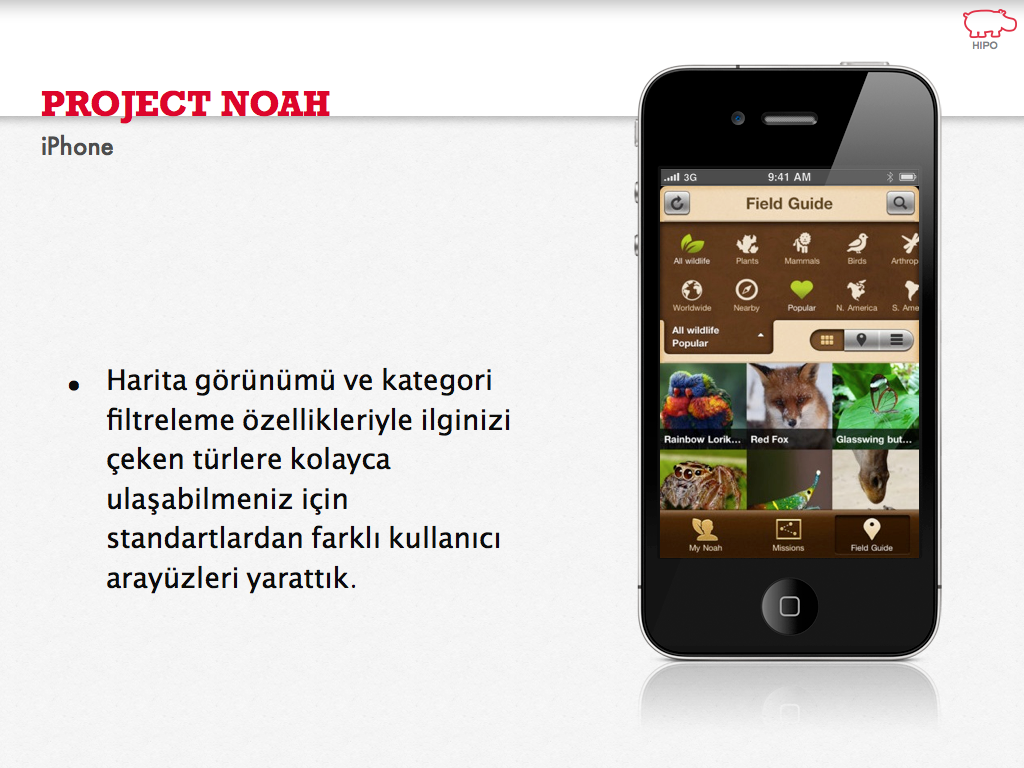 HIPO
PROJECT NOAH
iPhone
• Harita görünümü ve kategori
filtreleme özellikleriyle ilginizi
çeken türlere kolayca
ulaşabilmeniz için
standartlardan farklı kullanıcı
arayüzleri yarattık.
3G 9:41 AM
Field Guide
All wildlife Plants Mammals Birds Arthrop
Worldwide Nearby Popular N. America S. Ame
All wildlife
Popular
Rainbow Lorik... Red Fox Glasswing but...
My Noah Missions Field Guide